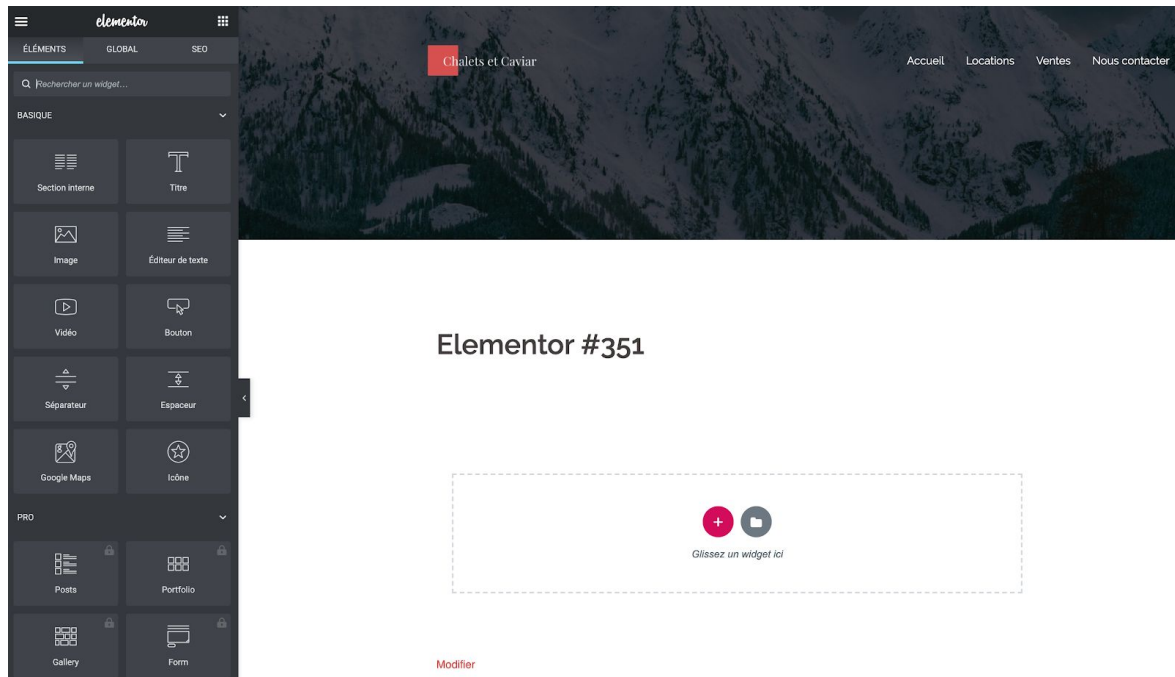 elementor
ÉLÉMENTS GLOBAL SEO
Rechercher un widget...
BASIQUE
Section interne Titre
Image Éditeur de texte
Vidéo Bouton
Séparateur Espaceur
Google Maps Icône
PRO
Posts Portfolio
Gallery Form
Chalets et Caviar
Accueil Locations Ventes Nous contacter
Elementor #351
Glissez un widget ici
Modifier